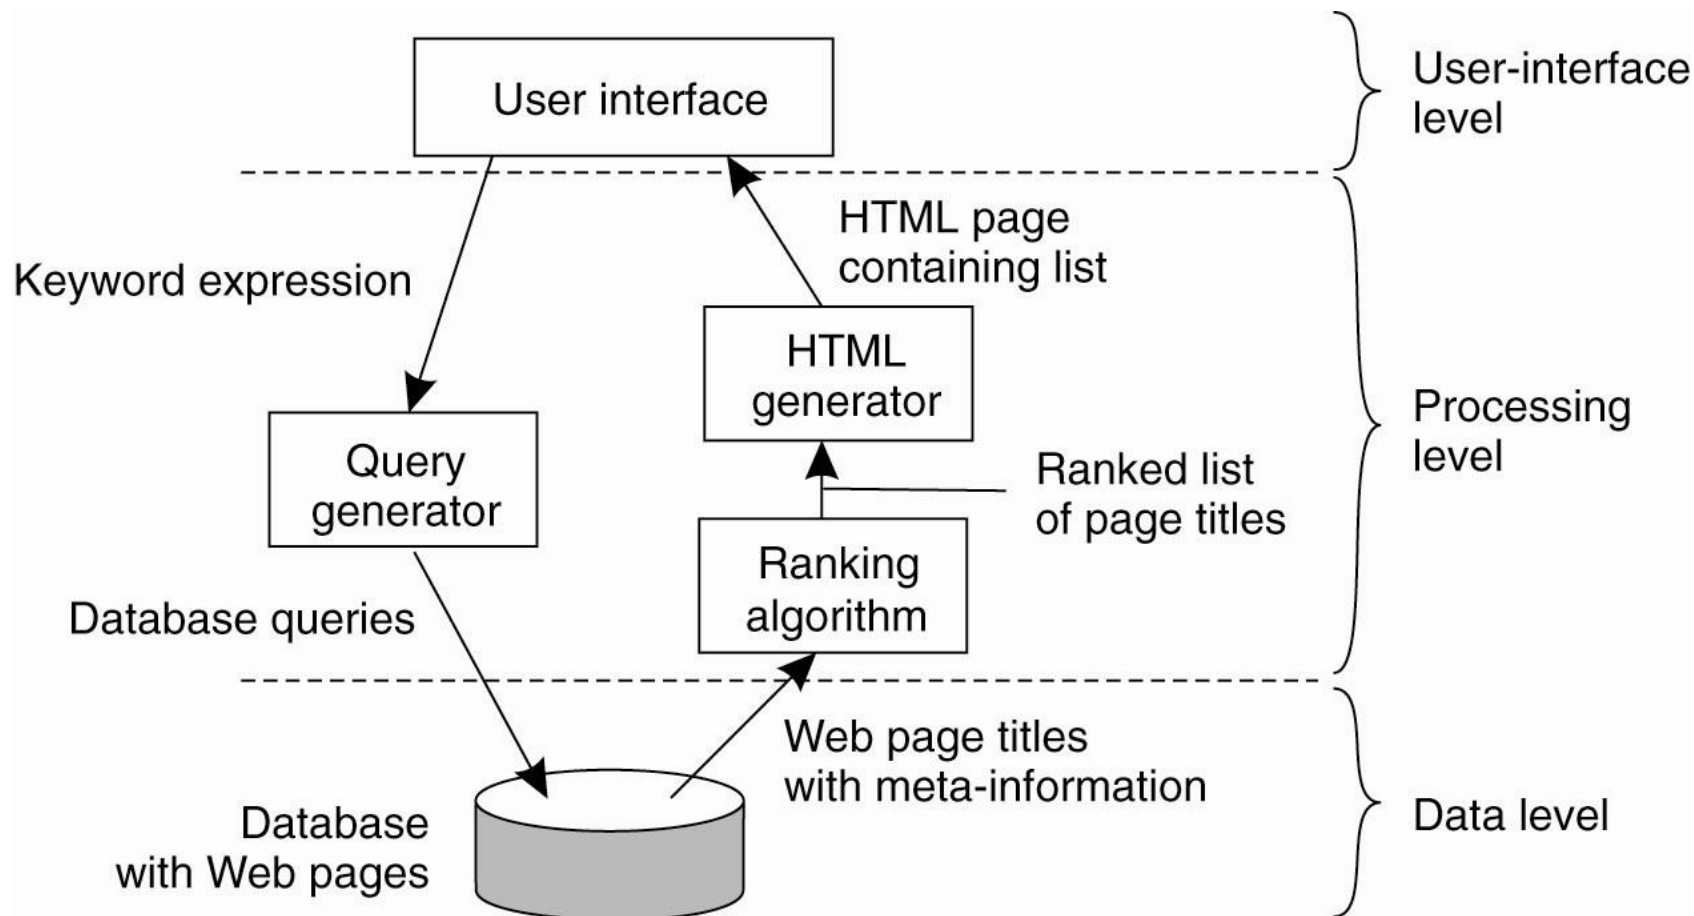 User interface
User-interface
level
Keyword expression
HTML page
containing list
HTML
generator
Query
generator
Ranked list
of page titles
Processing
level
Ranking
algorithm
Database queries
Web page titles
with meta-information
Database
with Web pages
Data level